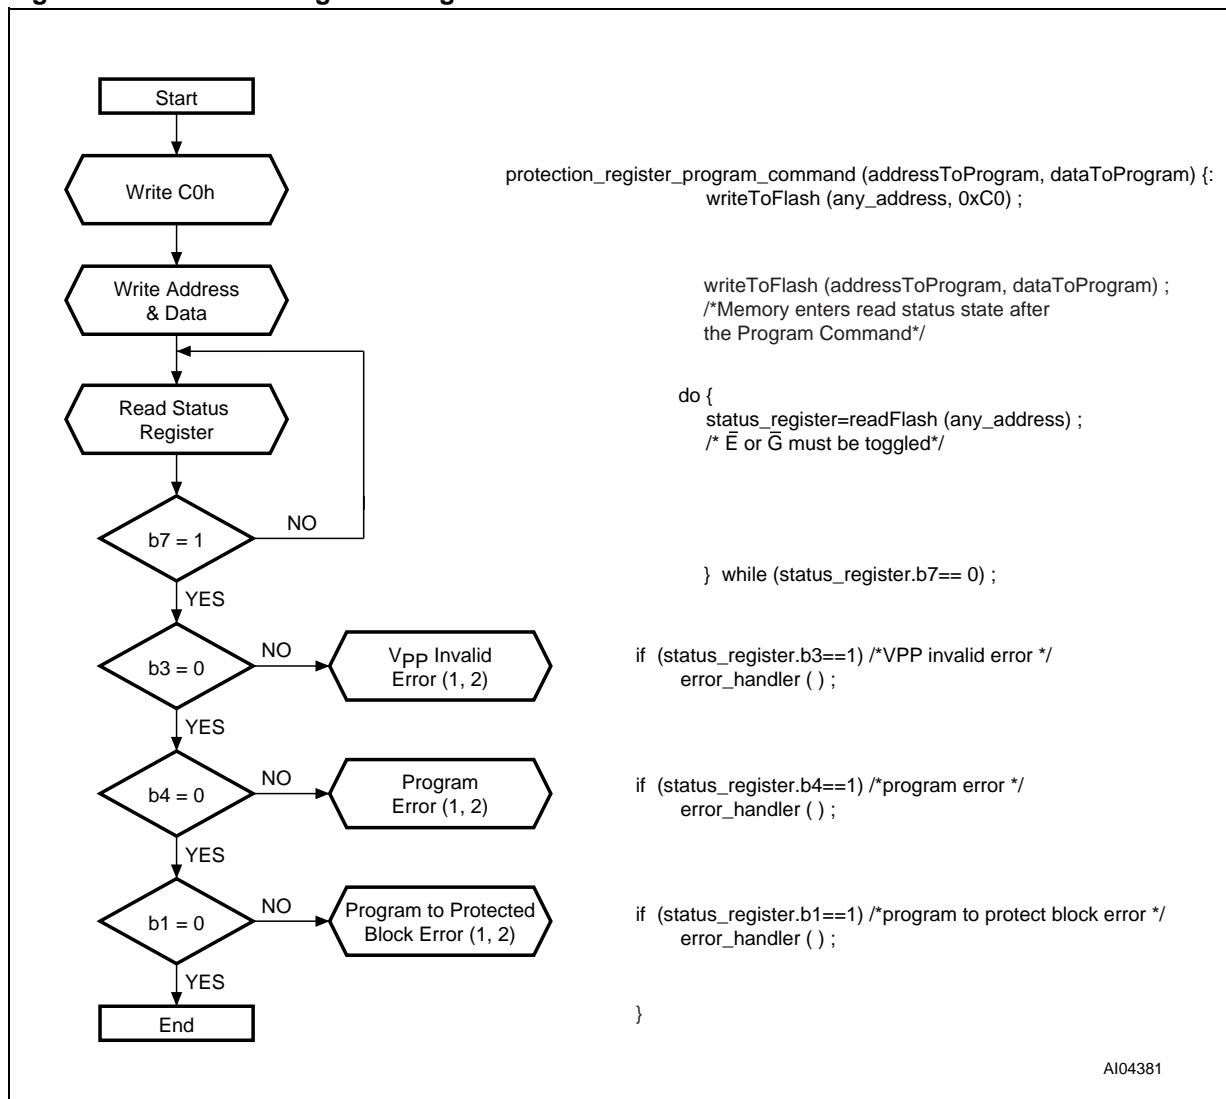 Start
Write C0h
protection_register_program_command (addressToProgram, dataToProgram) {:
writeToFlash (any_address, 0xC0) ;
Write Address
& Data
writeToFlash (addressToProgram, dataToProgram) ;
/*Memory enters read status state after
the Program Command*/
Read Status
Register
do {
status_register=readFlash (any_address) ;
/* E̅ or G̅ must be toggled*/
b7 = 1
NO
} while (status_register.b7== 0) ;
YES
b3 = 0
NO
VPP Invalid
Error (1, 2)
if (status_register.b3==1) /*VPP invalid error */
error_handler ( ) ;
YES
b4 = 0
NO
Program
Error (1, 2)
if (status_register.b4==1) /*program error */
error_handler ( ) ;
YES
b1 = 0
NO
Program to Protected
Block Error (1, 2)
if (status_register.b1==1) /*program to protect block error */
error_handler ( ) ;
YES
End
}
AI04381